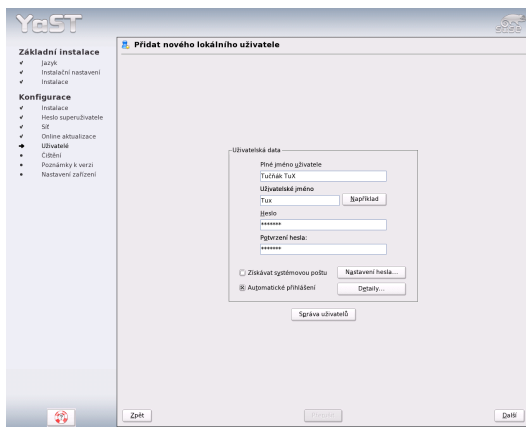 YaST
SUSE
Základní instalace
Jazyk
Instalační nastavení
Instalace
Konfigurace
Instalace
Heslo superuživatele
Síť
Online aktualizace
Uživatelé
Čištění
Poznámky k verzi
Nastavení zařízení
Přidat nového lokálního uživatele
Uživatelská data
Plné jméno uživatele
Tučňák TuX
Uživatelské jméno
Tux
Například
Heslo
*******
Potvrzení hesla:
*******
Získávat systémovou poštu
Nastavení hesla...
Automatické přihlášení
Detaily...
Správa uživatelů
Zpět
Přerušit
Další